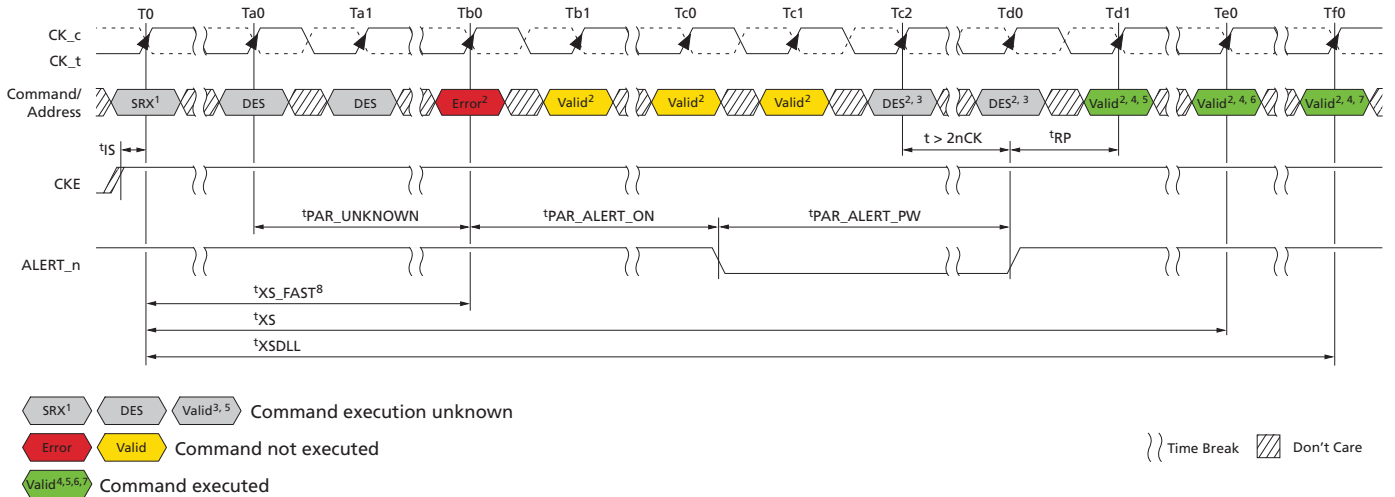 T0 Ta0 Ta1 Tb0 Tb1 Tc0 Tc1 Tc2 Td0 Td1 Te0 Tf0
CK_c
CK_t
Command/
Address
SRX¹ DES DES Error² Valid² Valid² Valid² DES²,³ DES²,³ Valid²,⁴,⁵ Valid²,⁴,⁶ Valid²,⁴,⁷
t > 2nCK ᵗRP
ᵗIS
CKE
ᵗPAR_UNKNOWN ᵗPAR_ALERT_ON ᵗPAR_ALERT_PW
ALERT_n
ᵗXS_FAST⁸
ᵗXS
ᵗXSDLL
SRX¹ DES Valid³,⁵ Command execution unknown
Error Valid Command not executed
Time Break Don't Care
Valid⁴,⁵,⁶,⁷ Command executed